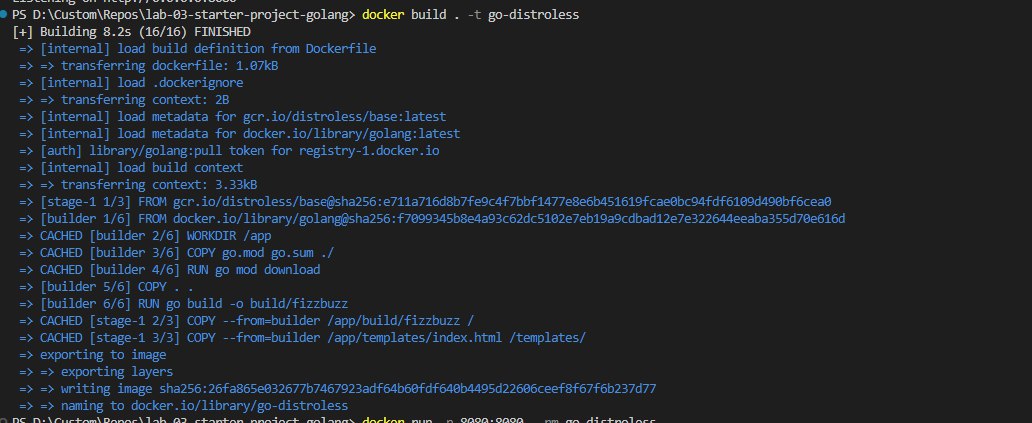 PS D:\Custom\Repos\lab-03-starter-project-golang> docker build . -t go-distroless
[+] Building 8.2s (16/16) FINISHED
=> [internal] load build definition from Dockerfile
=> => transferring dockerfile: 1.07kB
=> [internal] load .dockerignore
=> => transferring context: 2B
=> [internal] load metadata for gcr.io/distroless/base:latest
=> [internal] load metadata for docker.io/library/golang:latest
=> [auth] library/golang:pull token for registry-1.docker.io
=> [internal] load build context
=> => transferring context: 3.33kB
=> [stage-1 1/3] FROM gcr.io/distroless/base@sha256:e711a716d8b7fe9c4f7bbf1477e8e6b451619fcae0bc94fdf6109d490bf6cea0
=> [builder 1/6] FROM docker.io/library/golang@sha256:f7099345b8e4a93c62dc5102e7eb19a9cdbad12e7e322644eeaba355d70e616d
=> CACHED [builder 2/6] WORKDIR /app
=> CACHED [builder 3/6] COPY go.mod go.sum ./
=> CACHED [builder 4/6] RUN go mod download
=> [builder 5/6] COPY . .
=> [builder 6/6] RUN go build -o build/fizzbuzz
=> CACHED [stage-1 2/3] COPY --from=builder /app/build/fizzbuzz /
=> CACHED [stage-1 3/3] COPY --from=builder /app/templates/index.html /templates/
=> exporting to image
=> => exporting layers
=> => writing image sha256:26fa865e032677b7467923adf64b60fdf640b4495d22606ceef8f67f6b237d77
=> => naming to docker.io/library/go-distroless
PS D:\Custom\Repos\lab-03-starter-project-golang> docker run -p 8080:8080 --rm go-distroless